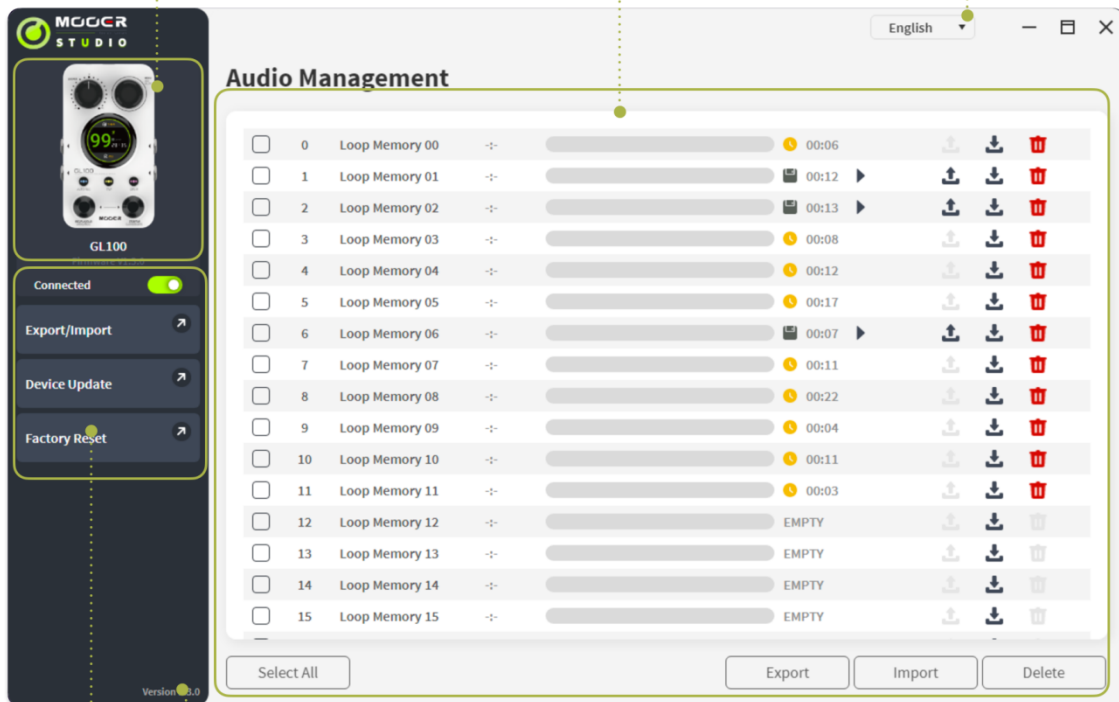 MOOER
STUDIO
English
Audio Management
99
GL100
MOOER
GL100
Connected
Export/Import
Device Update
Factory Reset
0 Loop Memory 00 -:- 00:06
1 Loop Memory 01 -:- 00:12
2 Loop Memory 02 -:- 00:13
3 Loop Memory 03 -:- 00:08
4 Loop Memory 04 -:- 00:12
5 Loop Memory 05 -:- 00:17
6 Loop Memory 06 -:- 00:07
7 Loop Memory 07 -:- 00:11
8 Loop Memory 08 -:- 00:22
9 Loop Memory 09 -:- 00:04
10 Loop Memory 10 -:- 00:11
11 Loop Memory 11 -:- 00:03
12 Loop Memory 12 -:- EMPTY
13 Loop Memory 13 -:- EMPTY
14 Loop Memory 14 -:- EMPTY
15 Loop Memory 15 -:- EMPTY
Select All Export Import Delete
Version